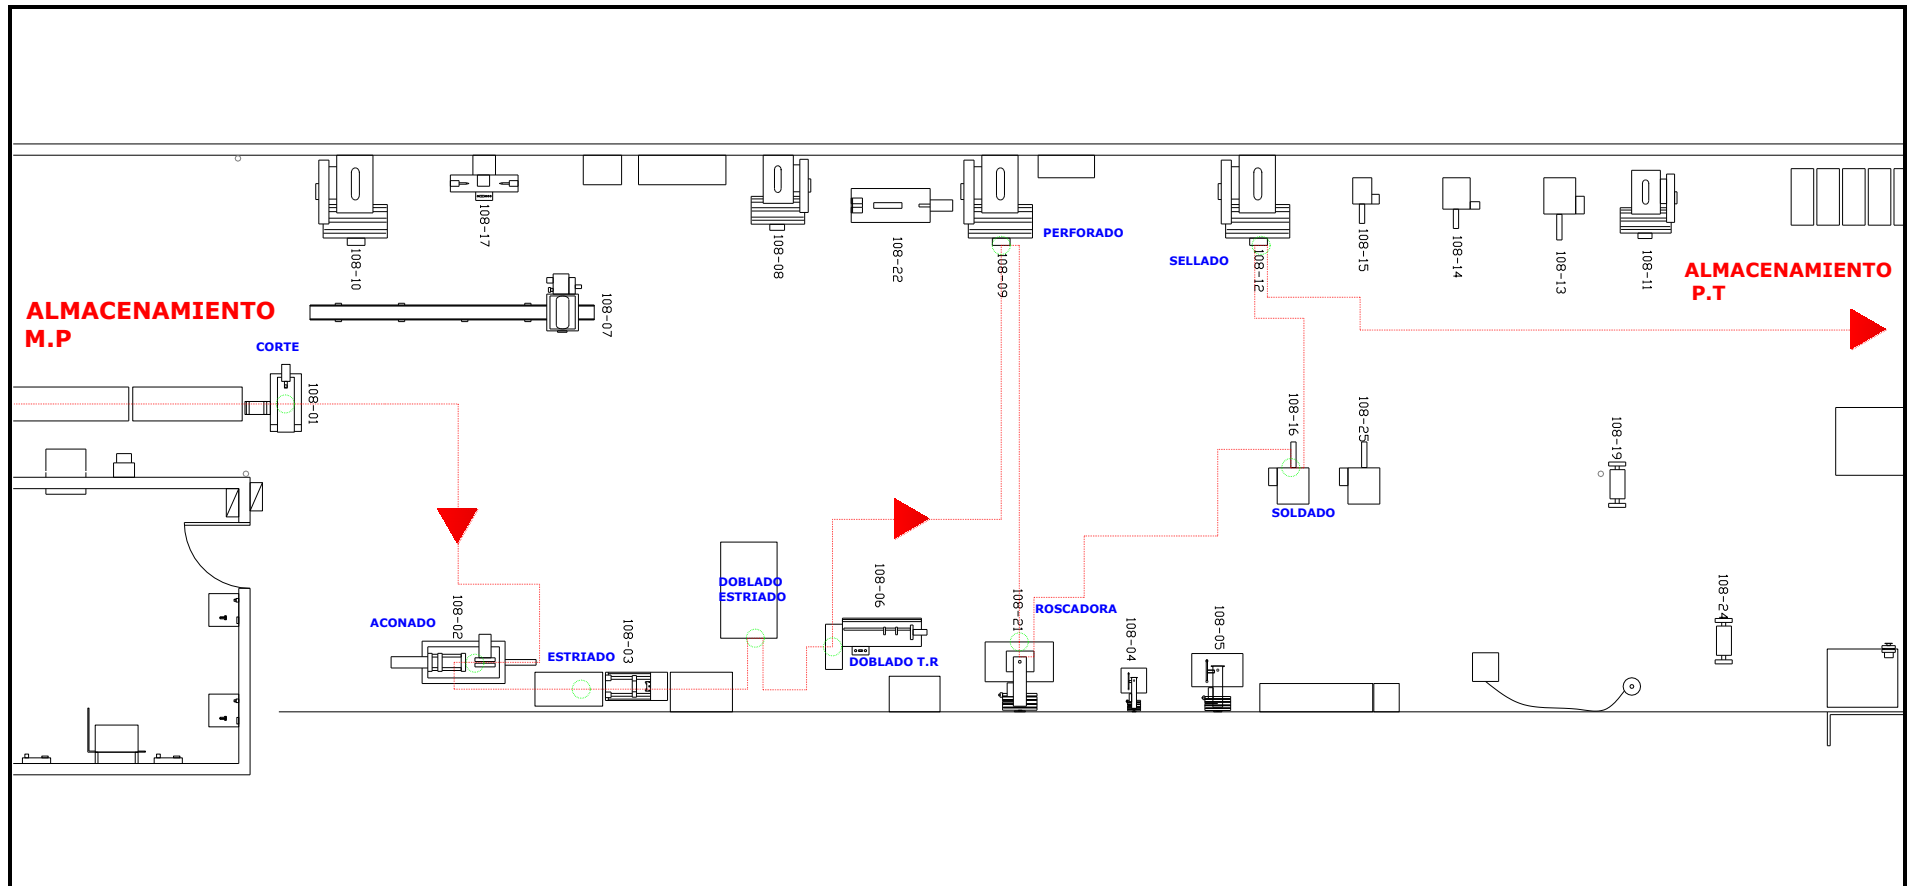 108-10
108-17
108-08
108-22
108-09
PERFORADO
SELLADO
108-12
108-15
108-14
108-13
108-11
ALMACENAMIENTO
P.T
ALMACENAMIENTO
M.P
108-07
CORTE
108-01
108-16
108-25
108-19
SOLDADO
DOBLADO
ESTRIADO
108-06
108-21
ROSCADORA
108-24
ACONADO
108-02
ESTRIADO
108-03
DOBLADO T.R
108-04
108-05